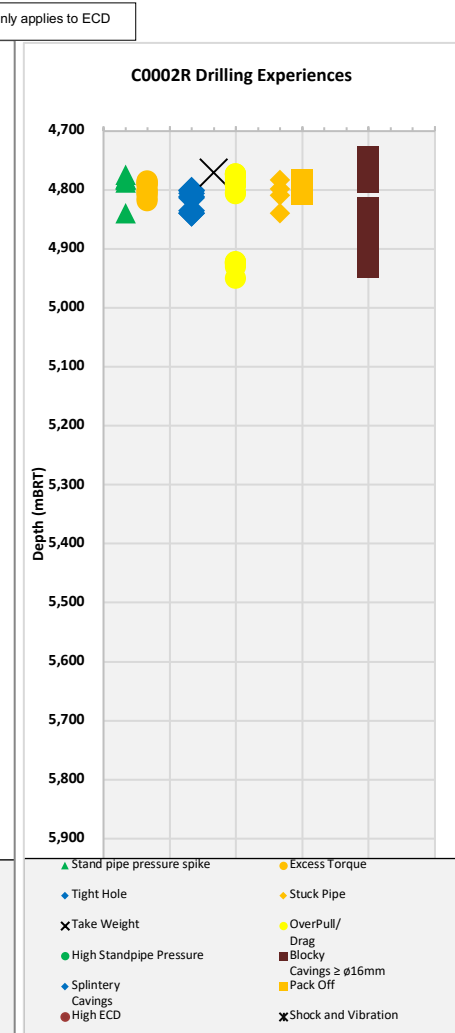 nly applies to ECD
C0002R Drilling Experiences
Depth (mBRT)
4,700
4,800
4,900
5,000
5,100
5,200
5,300
5,400
5,500
5,600
5,700
5,800
5,900
Stand pipe pressure spike
Excess Torque
Tight Hole
Stuck Pipe
Take Weight
OverPull/
Drag
High Standpipe Pressure
Blocky
Cavings ≥ ø16mm
Splintery
Cavings
Pack Off
High ECD
Shock and Vibration